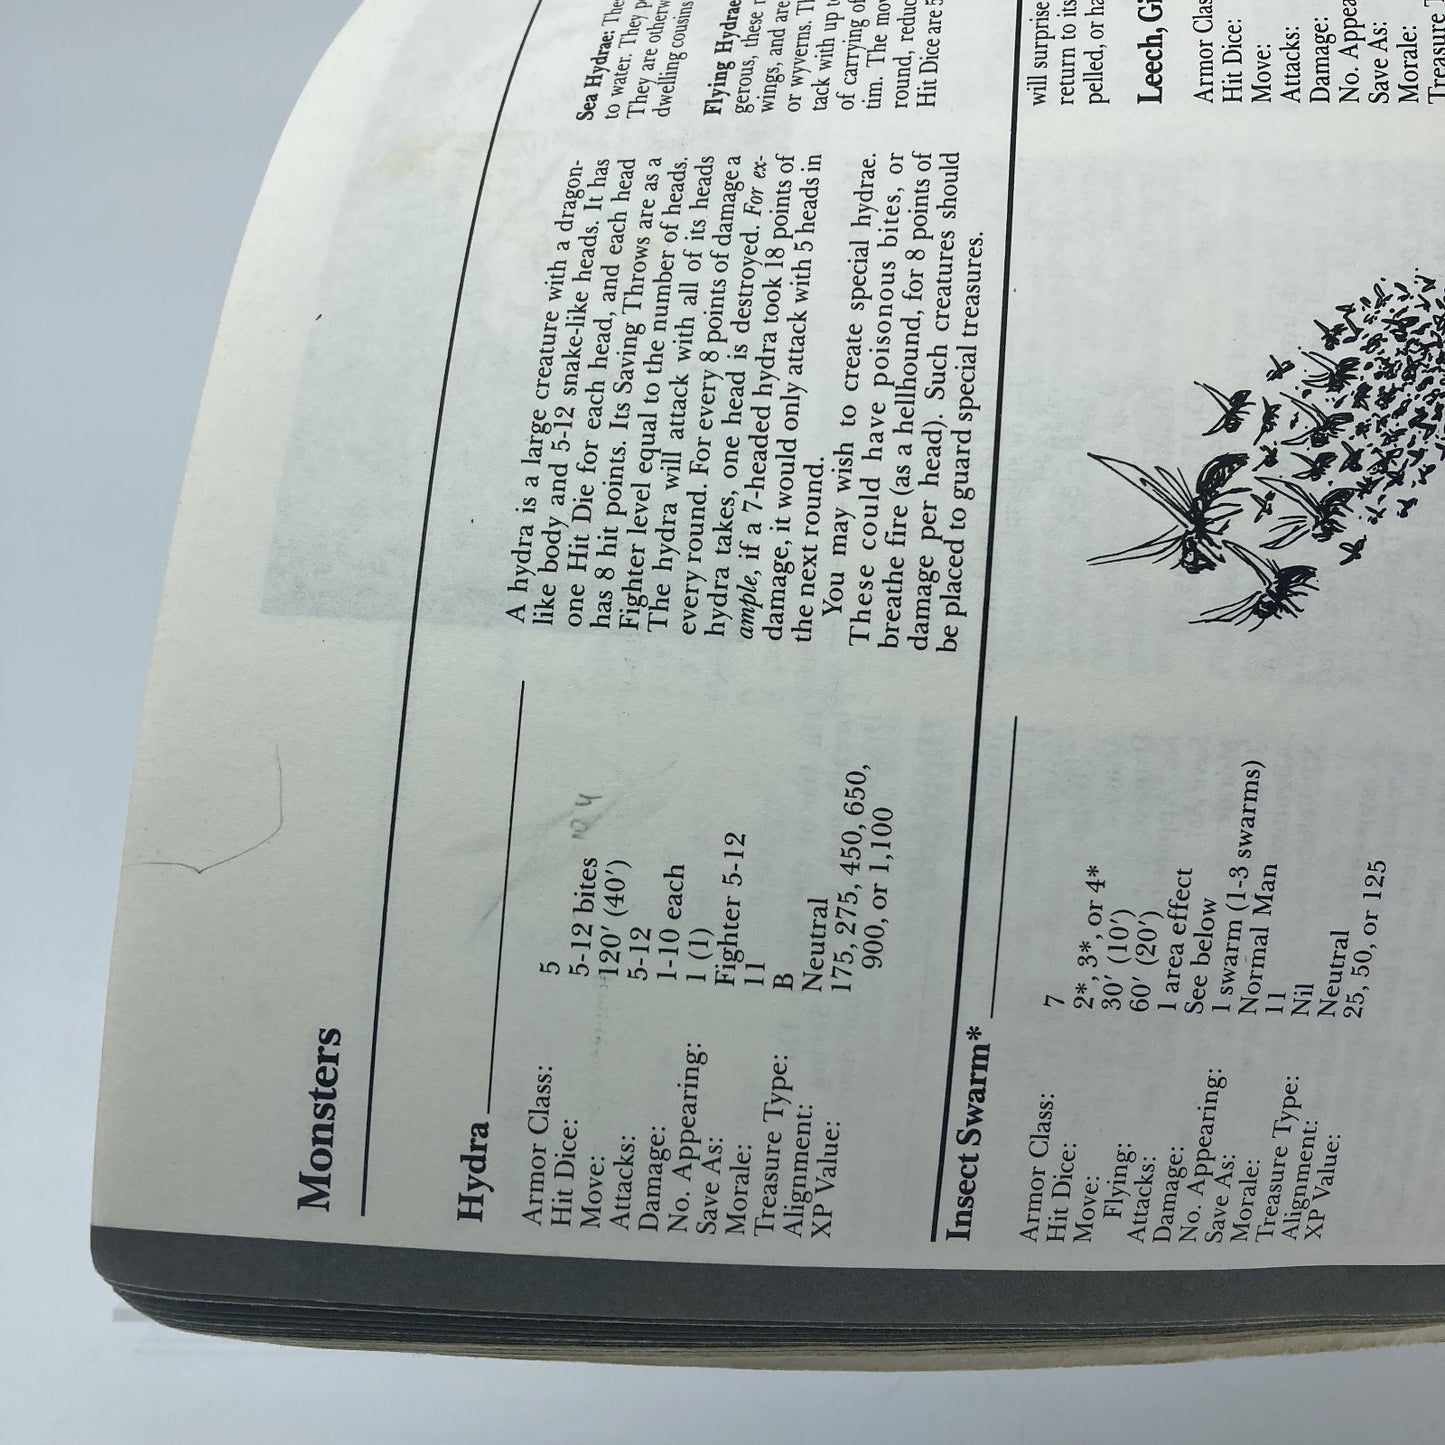 Monsters
Hydra
Armor Class: 5
Hit Dice: 5-12 bites
Move: 120′ (40′)
Attacks: 5-12
Damage: 1-10 each
No. Appearing: 1 (1)
Save As: Fighter 5-12
Morale: 11
Treasure Type: B
Alignment: Neutral
XP Value: 175, 275, 450, 650,
900, or 1,100
A hydra is a large creature with a dragon-
like body and 5-12 snake-like heads. It has
one Hit Die for each head, and each head
has 8 hit points. Its Saving Throws are as a
Fighter level equal to the number of heads.
The hydra will attack with all of its heads
every round. For every 8 points of damage a
hydra takes, one head is destroyed. For ex-
ample, if a 7-headed hydra took 18 points of
damage, it would only attack with 5 heads in
the next round.
You may wish to create special hydrae.
These could have poisonous bites, or
breathe fire (as a hellhound, for 8 points of
damage per head). Such creatures should
be placed to guard special treasures.
Sea Hydrae:
to water. They
They are
dwelling cousins
Flying Hydrae
gerous, these
wings, and are
or wyverns.
tack with up
of carrying
tim. The
round,
Hit Dice are
Insect Swarm*
Armor Class: 7
Hit Dice: 2*, 3*, or 4*
Move: 30′ (10′)
Flying: 60′ (20′)
Attacks: 1 area effect
Damage: See below
No. Appearing: 1 swarm (1-3 swarms)
Save As: Normal Man
Morale: 11
Treasure Type: Nil
Alignment: Neutral
XP Value: 25, 50, or 125
will surprise
return to its
pelled, or
Leech,
Armor
Hit Dice:
Move:
Attacks:
Damage:
No.
Save As:
Morale:
Treasure